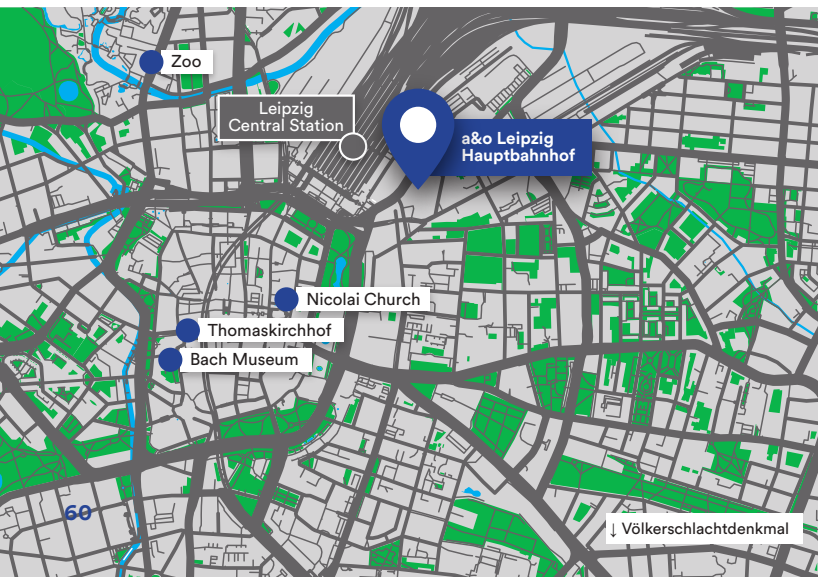 Zoo
Leipzig
Central Station
a&o Leipzig
Hauptbahnhof
Nicolai Church
Thomaskirchhof
Bach Museum
60
↓ Völkerschlachtdenkmal